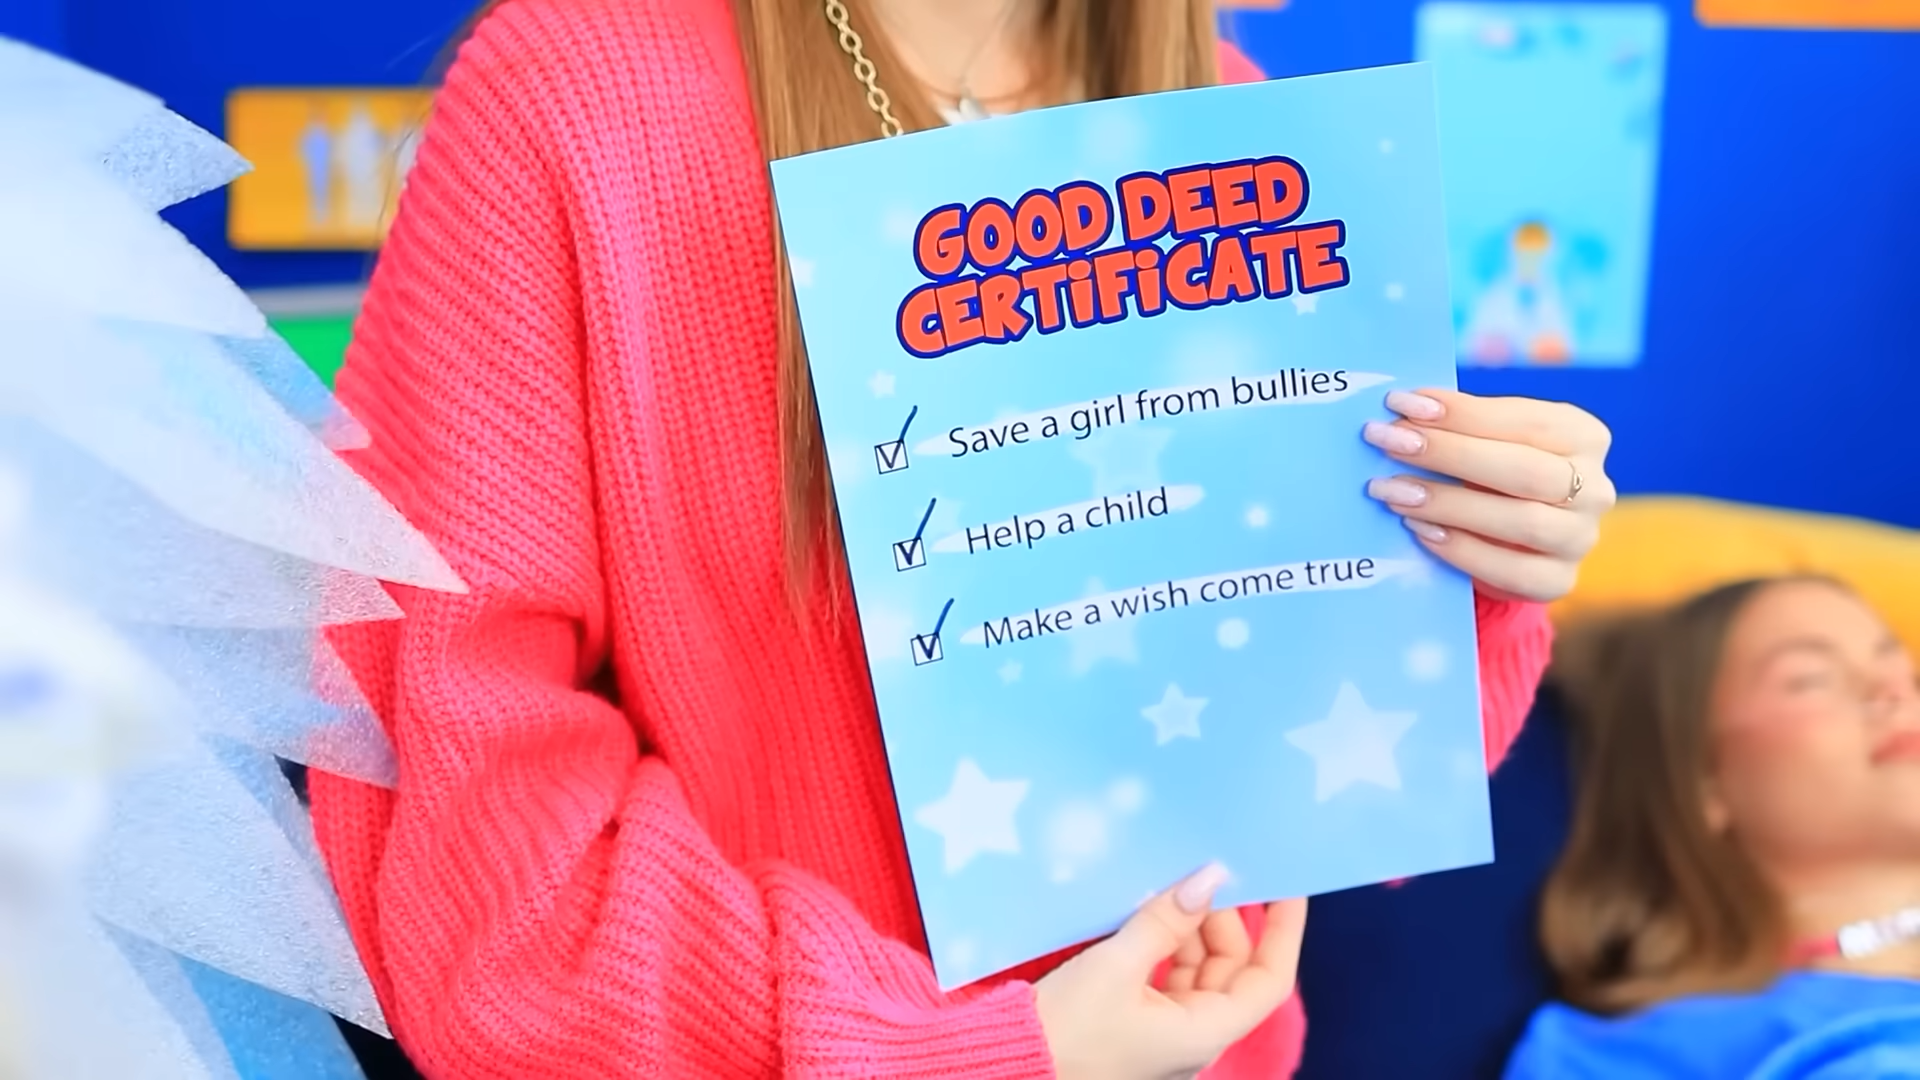 GOOD DEED
CERTiFiCATE
Save a girl from bullies
Help a child
Make a wish come true